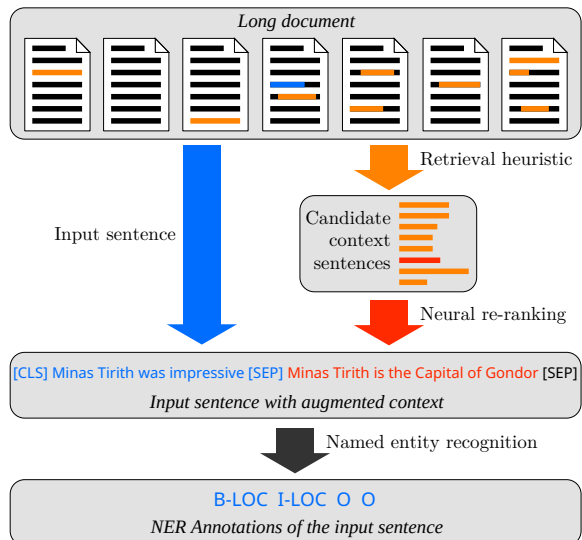 Long document
Retrieval heuristic
Input sentence
Candidate
context
sentences
Neural re-ranking
[CLS] Minas Tirith was impressive [SEP] Minas Tirith is the Capital of Gondor [SEP]
Input sentence with augmented context
Named entity recognition
B-LOC I-LOC O O
NER Annotations of the input sentence